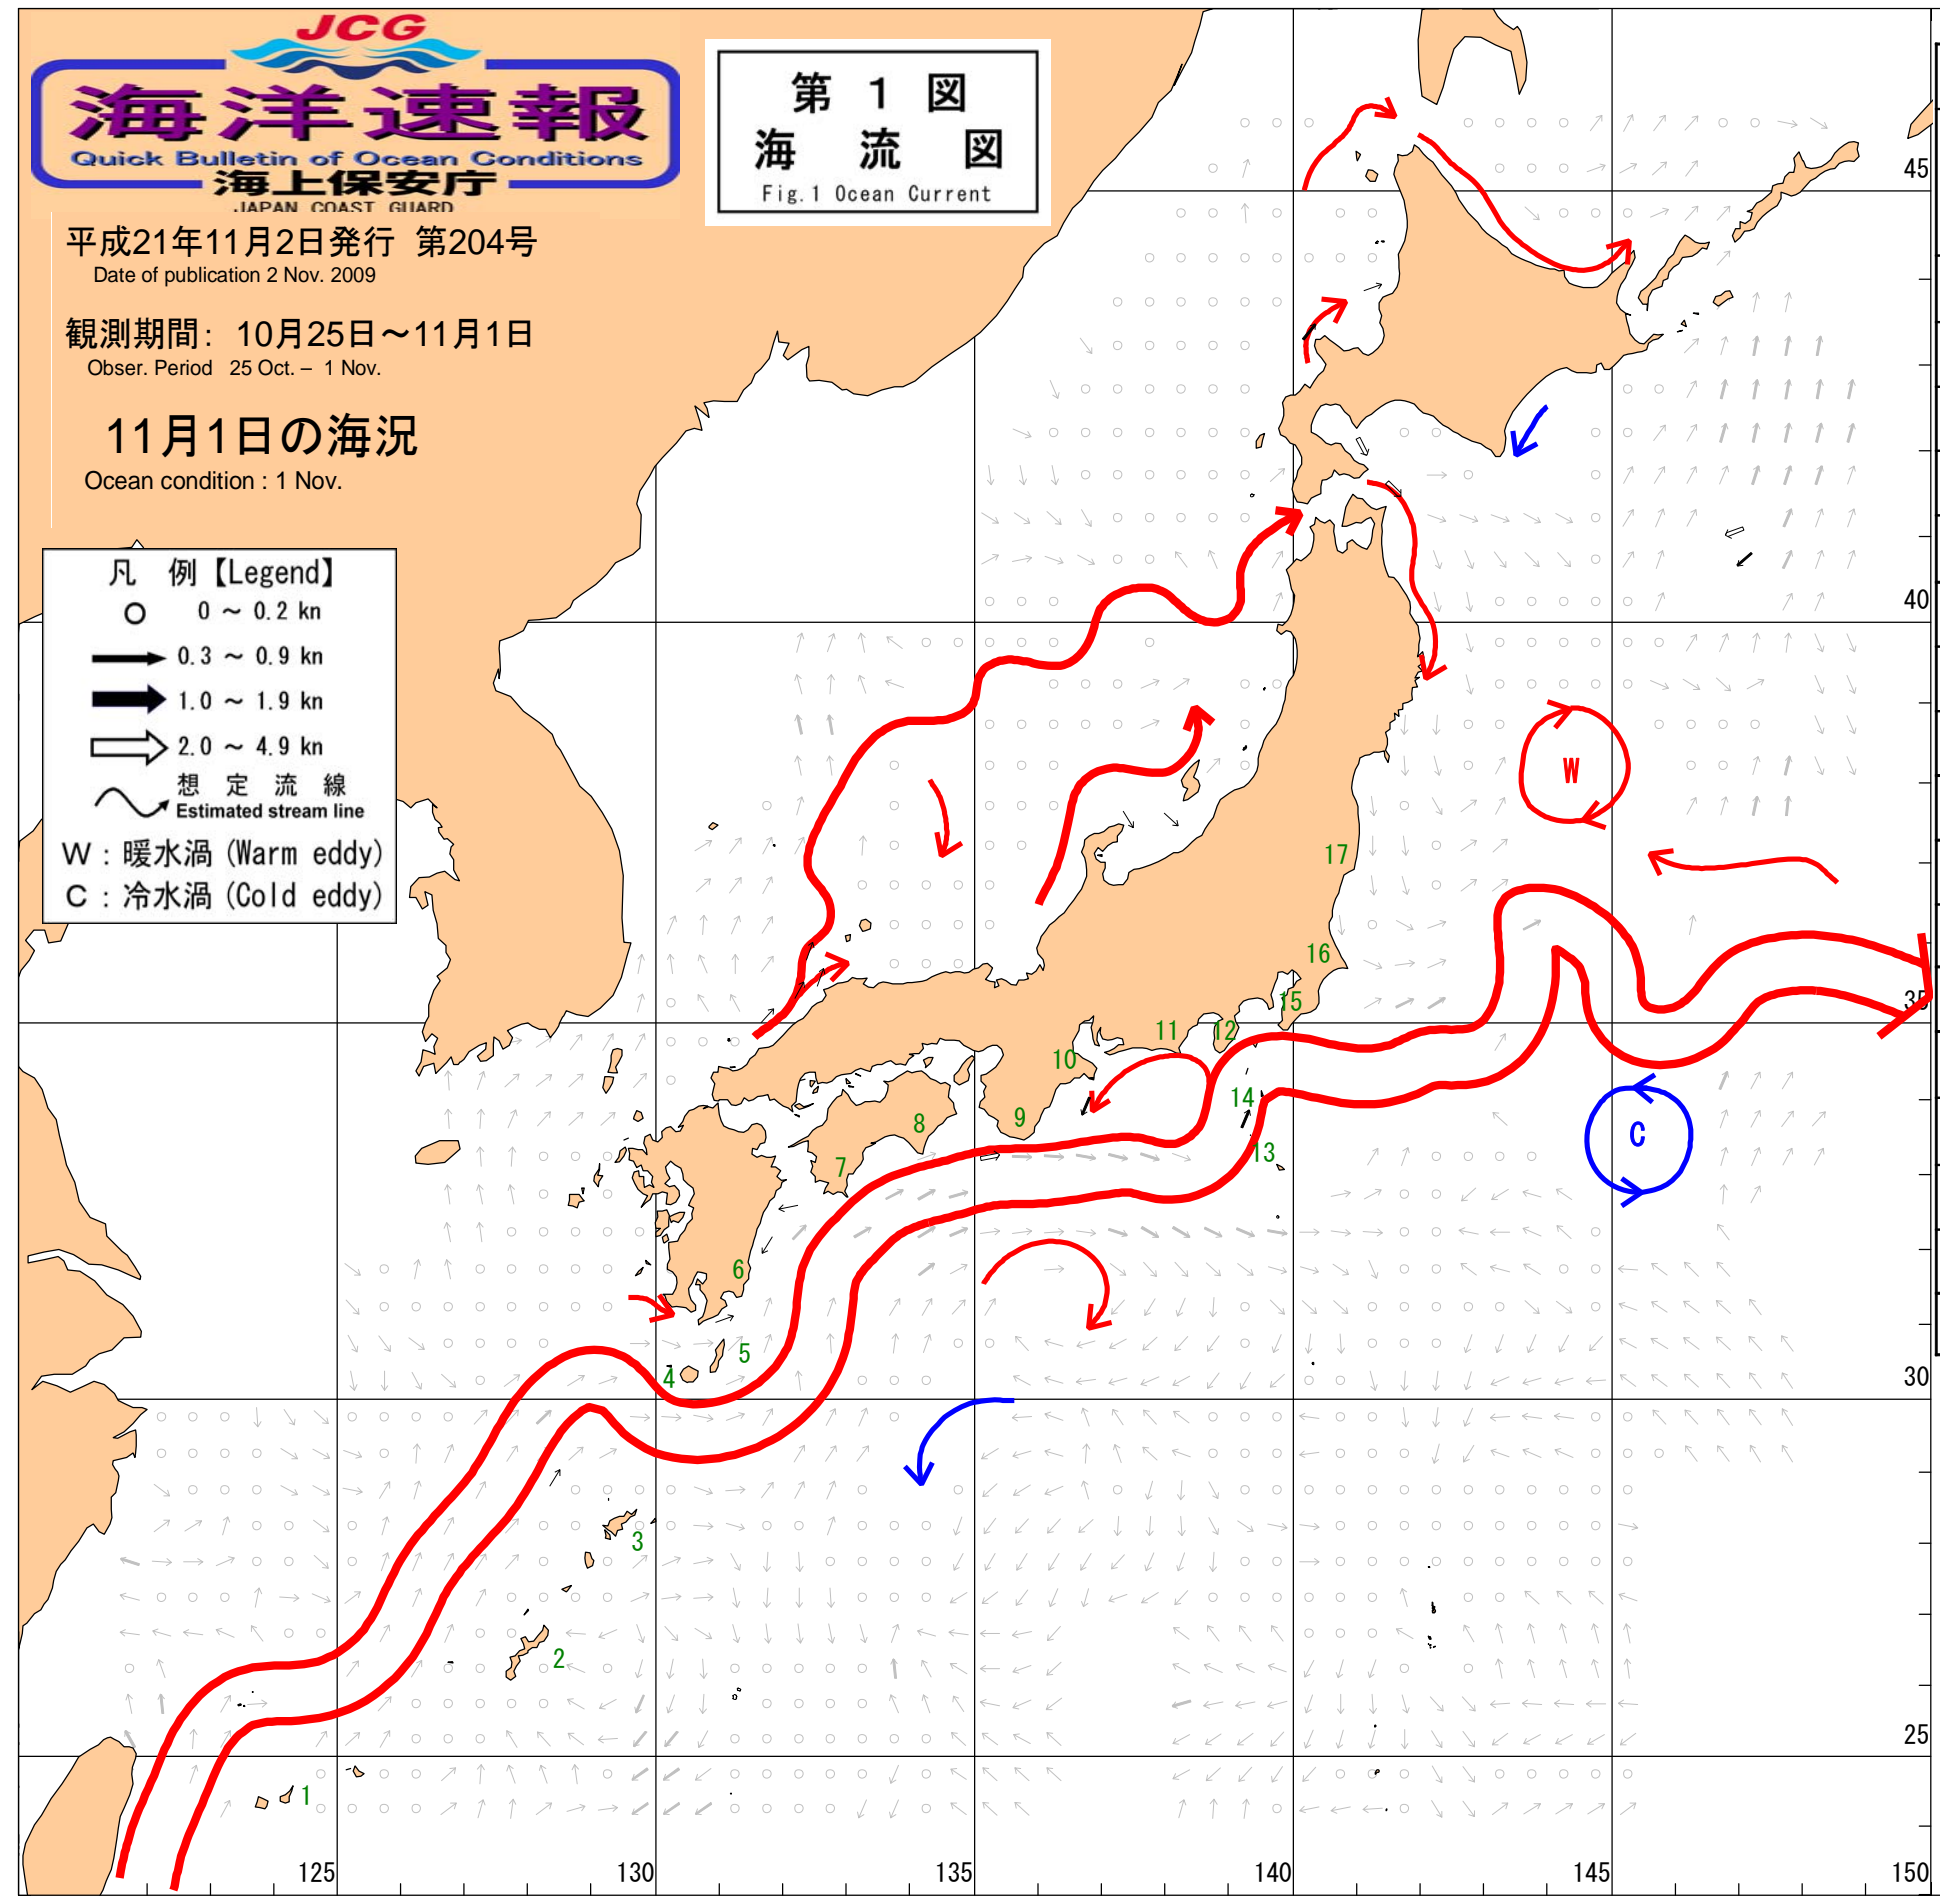 JCG
海洋速報
Quick Bulletin of Ocean Conditions
海上保安庁
JAPAN COAST GUARD
第 1 図
海 流 図
Fig.1 Ocean Current
平成21年11月2日発行 第204号
Date of publication 2 Nov. 2009
観測期間: 10月25日～11月1日
Obser. Period 25 Oct. – 1 Nov.
11月1日の海況
Ocean condition : 1 Nov.
凡 例【Legend】
0 ～ 0.2 kn
0.3 ～ 0.9 kn
1.0 ～ 1.9 kn
2.0 ～ 4.9 kn
想 定 流 線
Estimated stream line
W : 暖水渦 (Warm eddy)
C : 冷水渦 (Cold eddy)
45
40
35
30
25
125
130
135
140
145
150
W
C
17
16
15
12
11
10
14
13
9
8
7
6
5
4
3
2
1